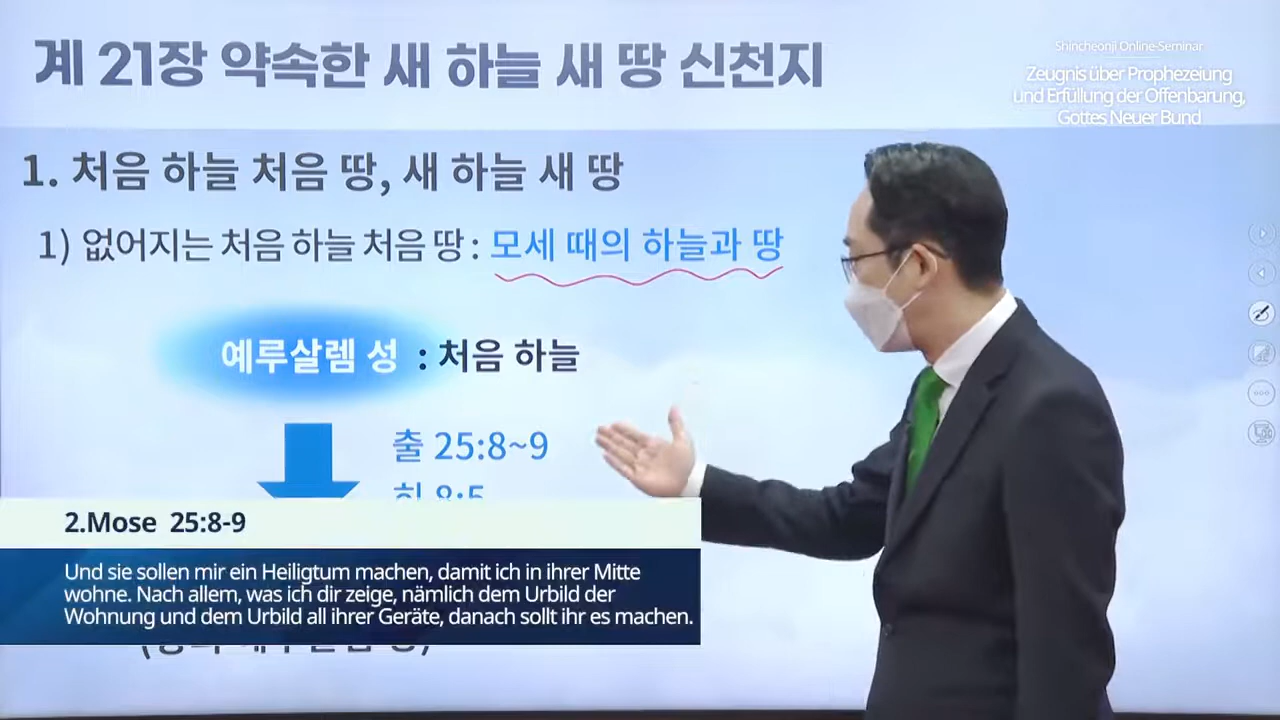 계 21장 약속한 새 하늘 새 땅 신천지
Shincheonji Online-Seminar
Zeugnis über Prophezeiung
und Erfüllung der Offenbarung,
Gottes Neuer Bund
1. 처음 하늘 처음 땅, 새 하늘 새 땅
1) 없어지는 처음 하늘 처음 땅 : 모세 때의 하늘과 땅
예루살렘 성 : 처음 하늘
출 25:8~9
히 8:5
2.Mose 25:8-9
Und sie sollen mir ein Heiligtum machen, damit ich in ihrer Mitte
wohne. Nach allem, was ich dir zeige, nämlich dem Urbild der
Wohnung und dem Urbild all ihrer Geräte, danach sollt ihr es machen.